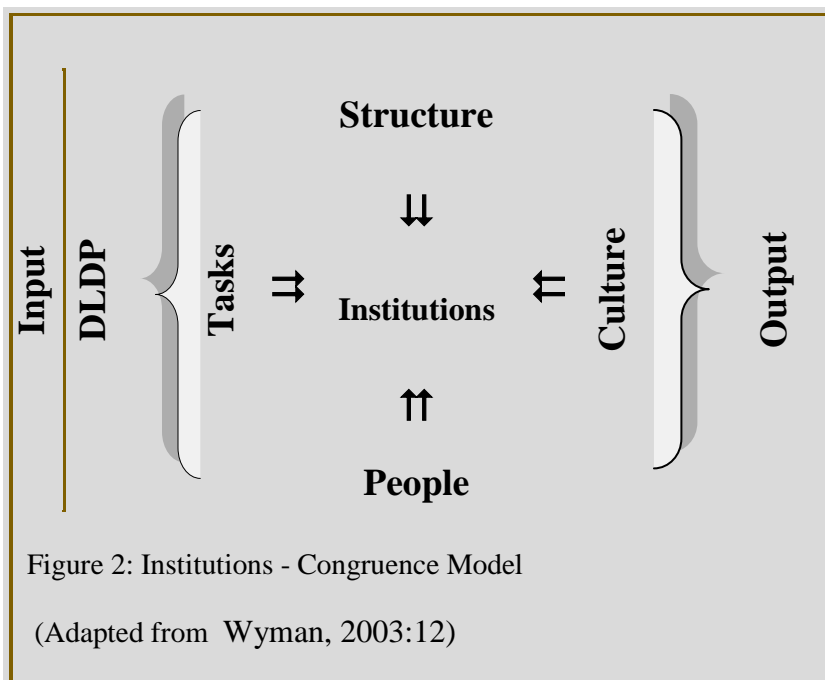 Structure
Input
DLDP
Tasks
⇊
⇉
Institutions
⇇
Culture
Output
⇈
People
Figure 2: Institutions - Congruence Model
(Adapted from Wyman, 2003:12)